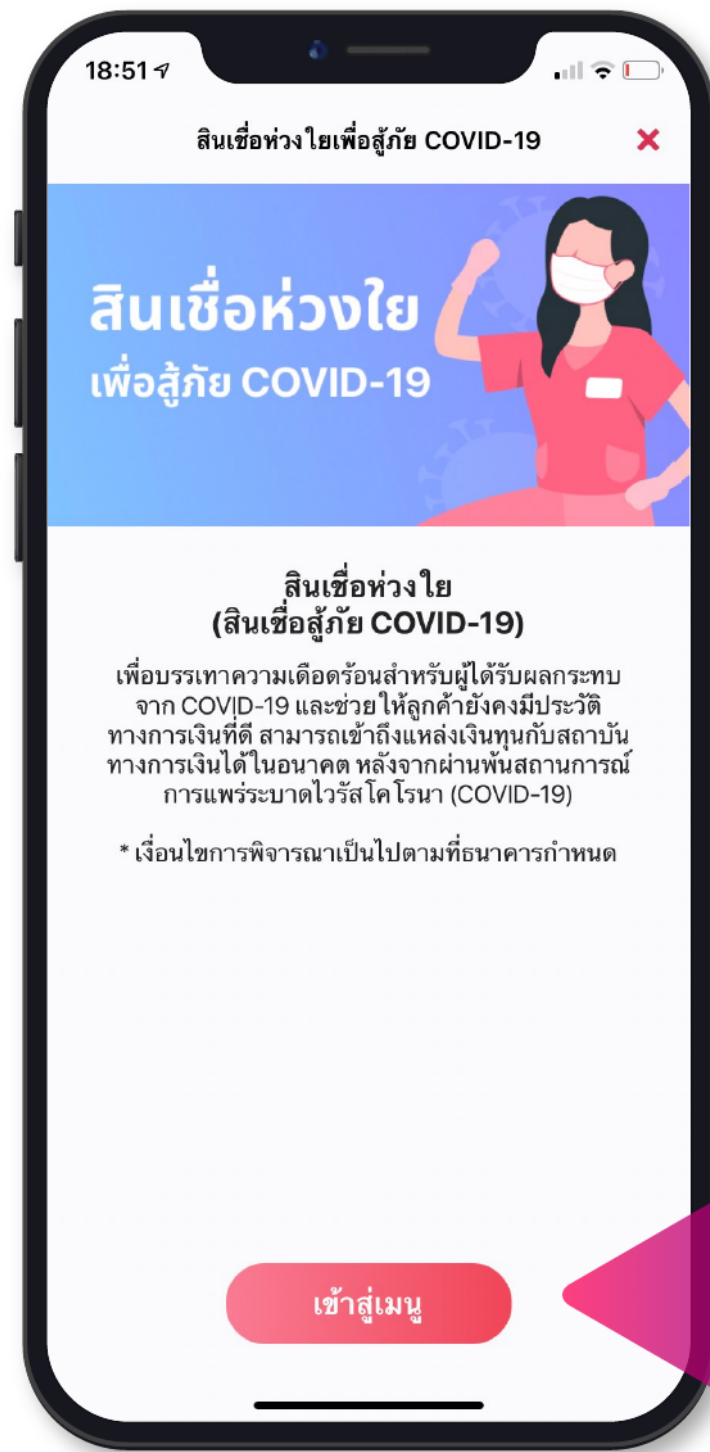 18:51
สินเชื่อห่วงใยเพื่อสู้ภัย COVID-19
สินเชื่อห่วงใย
เพื่อสู้ภัย COVID-19
สินเชื่อห่วงใย
(สินเชื่อสู้ภัย COVID-19)
เพื่อบรรเทาความเดือดร้อนสำหรับผู้ได้รับผลกระทบ
จาก COVID-19 และช่วยให้ลูกค้ายังคงมีประวัติ
ทางการเงินที่ดี สามารถเข้าถึงแหล่งเงินทุนกับสถาบัน
ทางการเงินได้ในอนาคต หลังจากผ่านพ้นสถานการณ์
การแพร่ระบาดไวรัสโคโรนา (COVID-19)
* เงื่อนไขการพิจารณาเป็นไปตามที่ธนาคารกำหนด
เข้าสู่เมนู